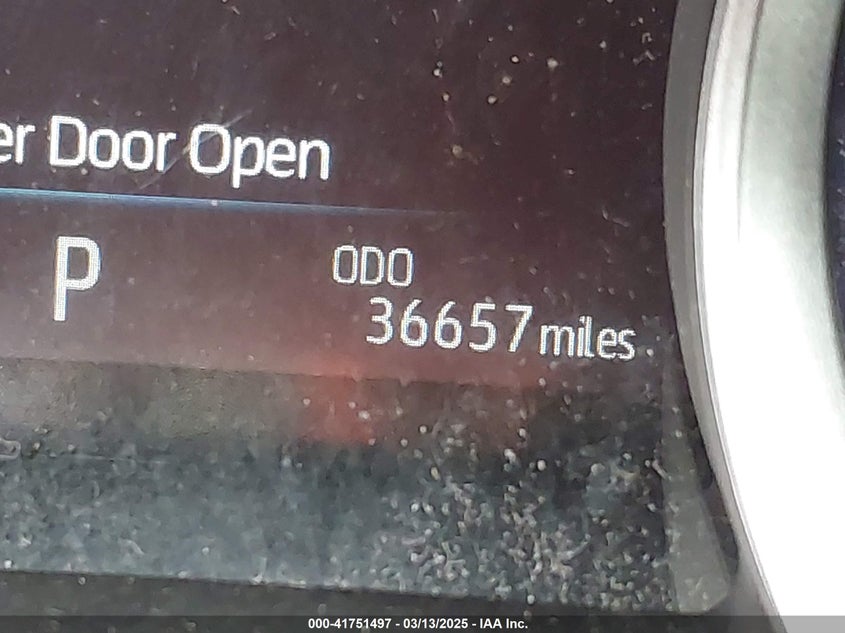 er Door Open
P
ODO
36657 miles
000-41751497 - 03/13/2025 - IAA Inc.